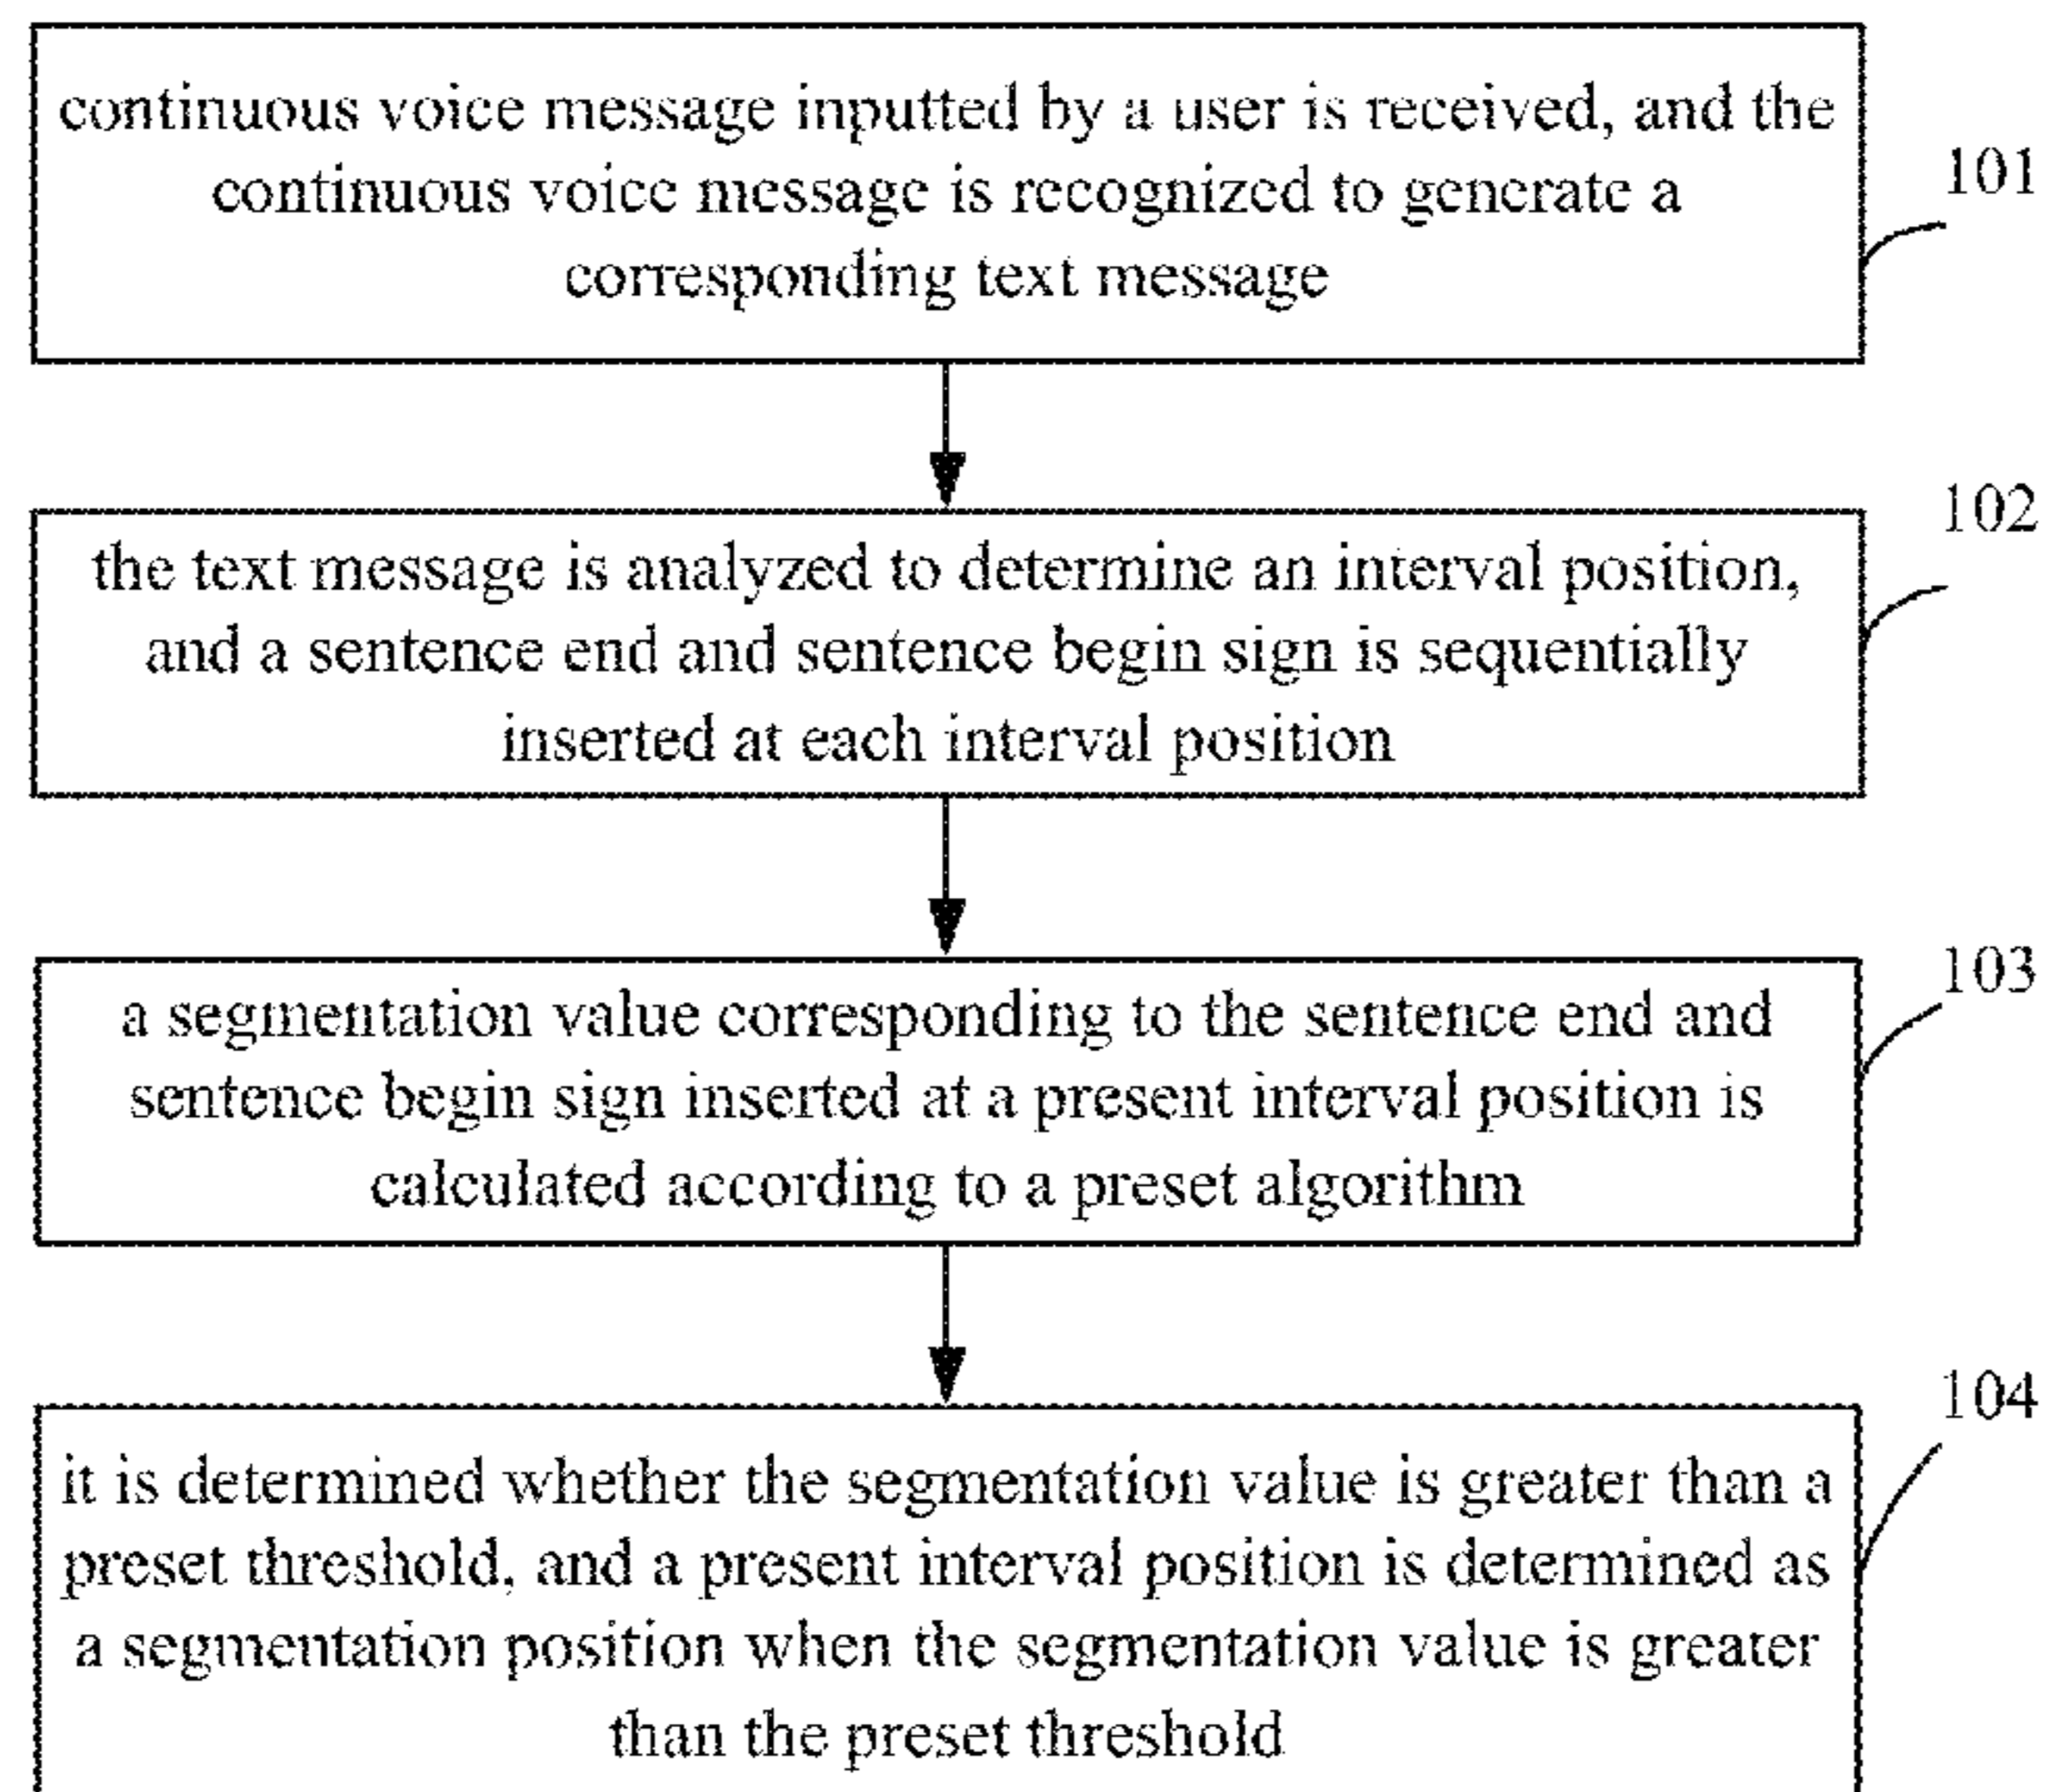 continuous voice message inputted by a user is received, and the
continuous voice message is recognized to generate a
corresponding text message
101
the text message is analyzed to determine an interval position,
and a sentence end and sentence begin sign is sequentially
inserted at each interval position
102
a segmentation value corresponding to the sentence end and
sentence begin sign inserted at a present interval position is
calculated according to a preset algorithm
103
it is determined whether the segmentation value is greater than a
preset threshold, and a present interval position is determined as
a segmentation position when the segmentation value is greater
than the preset threshold
104